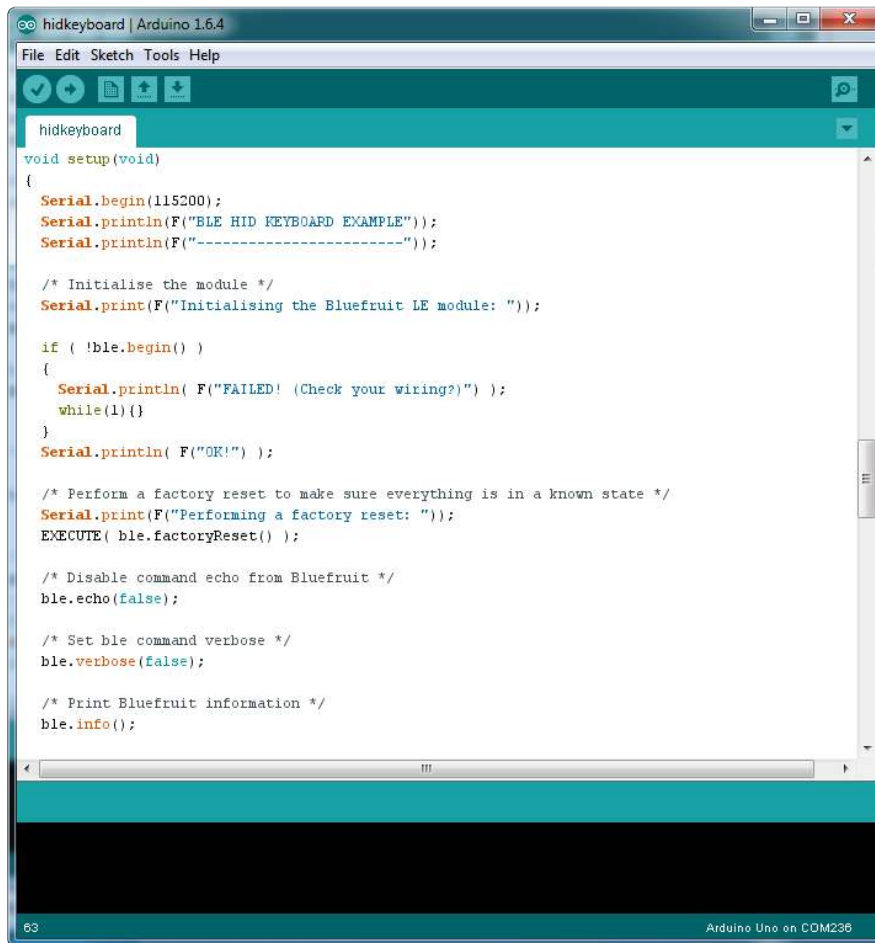 hidkeyboard | Arduino 1.6.4
File Edit Sketch Tools Help
hidkeyboard
void setup(void)
{
  Serial.begin(115200);
  Serial.println(F("BLE HID KEYBOARD EXAMPLE"));
  Serial.println(F("------------------------"));

  /* Initialise the module */
  Serial.print(F("Initialising the Bluefruit LE module: "));

  if ( !ble.begin() )
  {
    Serial.println( F("FAILED! (Check your wiring?)") );
    while(1){}
  }
  Serial.println( F("OK!") );

  /* Perform a factory reset to make sure everything is in a known state */
  Serial.print(F("Performing a factory reset: "));
  EXECUTE( ble.factoryReset() );

  /* Disable command echo from Bluefruit */
  ble.echo(false);

  /* Set ble command verbose */
  ble.verbose(false);

  /* Print Bluefruit information */
  ble.info();
63
Arduino Uno on COM236